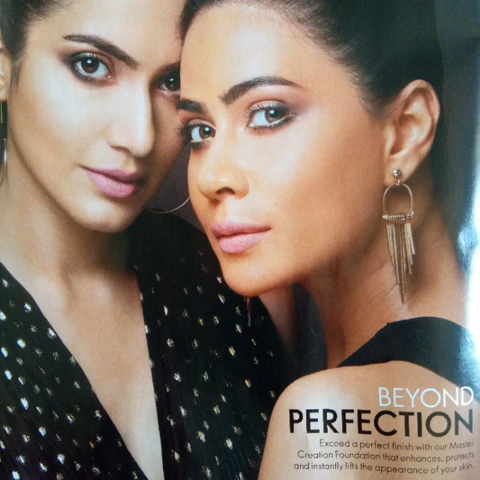 BEYOND
PERFECTION
Exceed a perfect finish with our Master
Creation Foundation that enhances, protects
and instantly lifts the appearance of your skin.